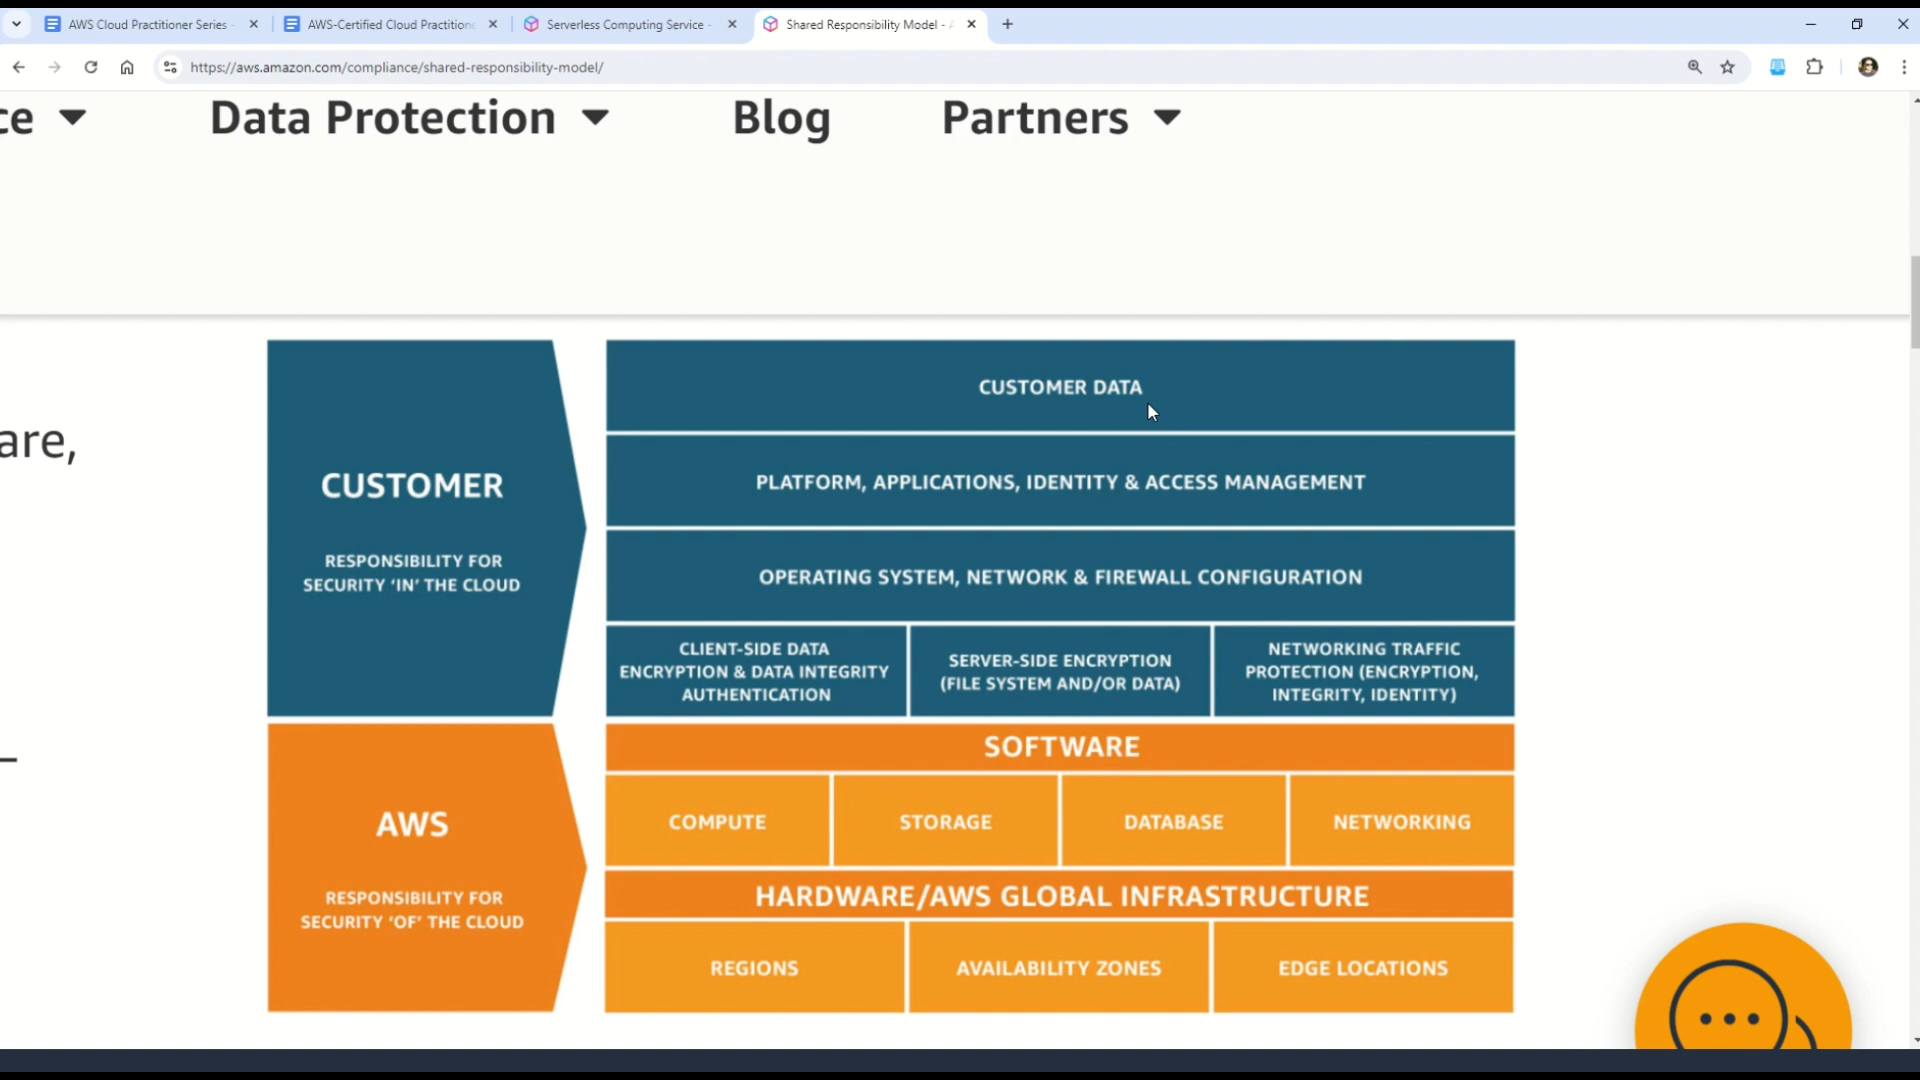 AWS Cloud Practitioner Series -
AWS-Certified Cloud Practitione
Serverless Computing Service -
Shared Responsibility Model - A
https://aws.amazon.com/compliance/shared-responsibility-model/
ce
Data Protection
Blog
Partners
are,
CUSTOMER
RESPONSIBILITY FOR
SECURITY ‘IN’ THE CLOUD
CUSTOMER DATA
PLATFORM, APPLICATIONS, IDENTITY & ACCESS MANAGEMENT
OPERATING SYSTEM, NETWORK & FIREWALL CONFIGURATION
CLIENT-SIDE DATA
ENCRYPTION & DATA INTEGRITY
AUTHENTICATION
SERVER-SIDE ENCRYPTION
(FILE SYSTEM AND/OR DATA)
NETWORKING TRAFFIC
PROTECTION (ENCRYPTION,
INTEGRITY, IDENTITY)
AWS
RESPONSIBILITY FOR
SECURITY ‘OF’ THE CLOUD
SOFTWARE
COMPUTE
STORAGE
DATABASE
NETWORKING
HARDWARE/AWS GLOBAL INFRASTRUCTURE
REGIONS
AVAILABILITY ZONES
EDGE LOCATIONS